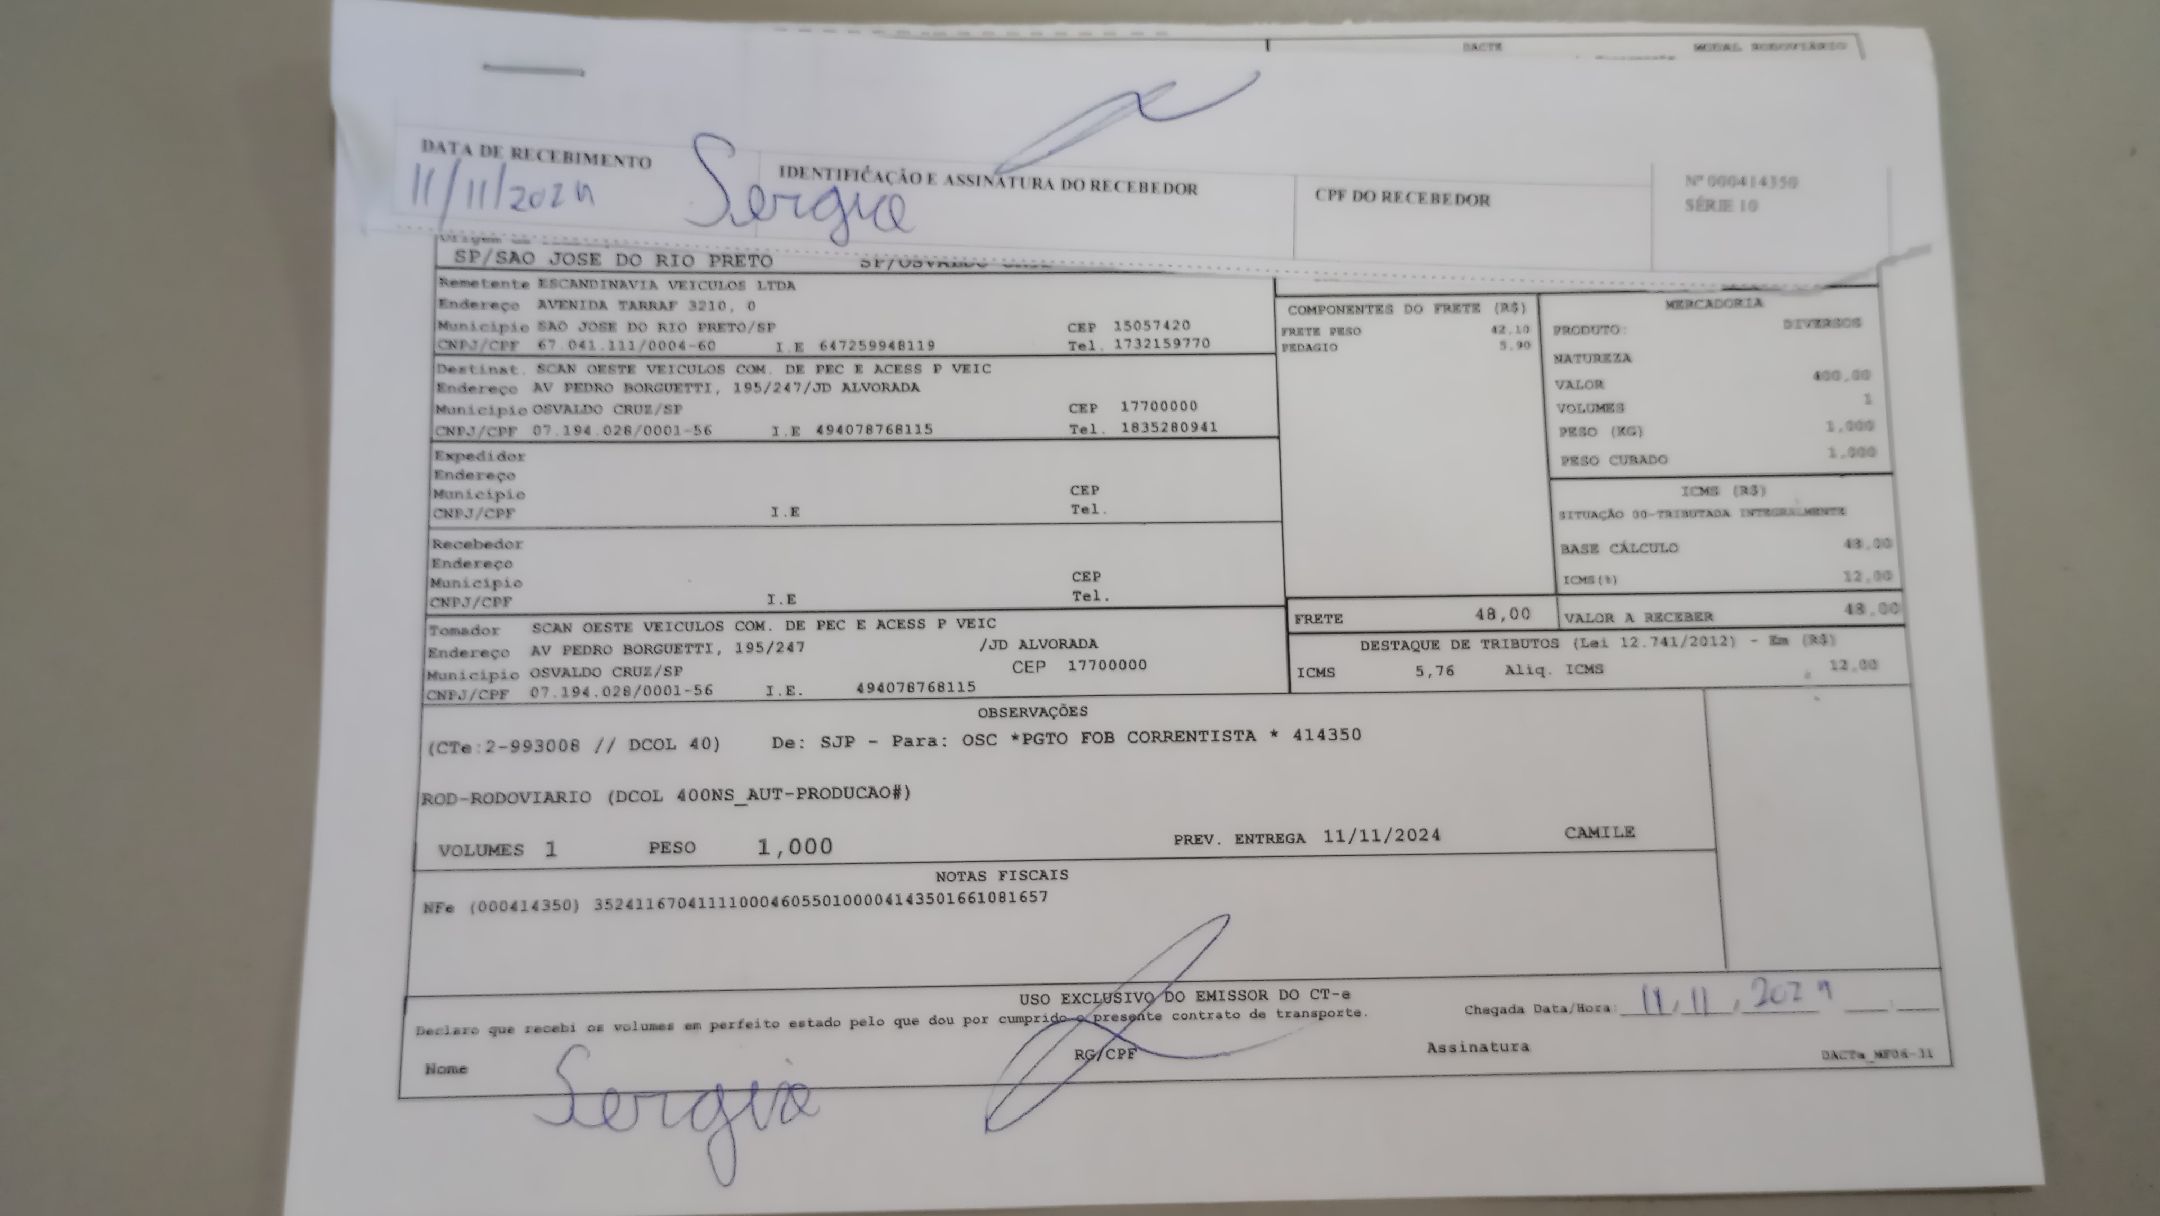 DACTE MODAL RODOVIÁRIO
DATA DE RECEBIMENTO IDENTIFICAÇÃO E ASSINATURA DO RECEBEDOR CPF DO RECEBEDOR Nº 000414350
11/11/2024 Sergio SÉRIE 10
SP/SAO JOSE DO RIO PRETO SP/OSVALDO CRUZ
Remetente ESCANDINAVIA VEICULOS LTDA
Endereço AVENIDA TARRAF 3210, 0
Municipio SAO JOSE DO RIO PRETO/SP CEP 15057420
CNPJ/CPF 67.041.111/0004-60 I.E 647259948119 Tel. 1732159770
Destinat. SCAN OESTE VEICULOS COM. DE PEC E ACESS P VEIC
Endereço AV PEDRO BORGUETTI, 195/247/JD ALVORADA
Municipio OSVALDO CRUZ/SP CEP 17700000
CNPJ/CPF 07.194.028/0001-56 I.E 494078768115 Tel. 1835280941
Expedidor
Endereço
Municipio CEP
CNPJ/CPF I.E Tel.
Recebedor
Endereço
Municipio CEP
CNPJ/CPF I.E Tel.
Tomador SCAN OESTE VEICULOS COM. DE PEC E ACESS P VEIC
Endereço AV PEDRO BORGUETTI, 195/247 /JD ALVORADA
Municipio OSVALDO CRUZ/SP CEP 17700000
CNPJ/CPF 07.194.028/0001-56 I.E. 494078768115
COMPONENTES DO FRETE (R$)
FRETE PESO 42,10
PEDAGIO 5,90
MERCADORIA
PRODUTO: DIVERSOS
NATUREZA
VALOR 400,00
VOLUMES 1
PESO (KG) 1,000
PESO CUBADO 1,000
ICMS (R$)
SITUAÇÃO 00-TRIBUTADA INTEGRALMENTE
BASE CÁLCULO 48,00
ICMS(%) 12,00
FRETE 48,00 VALOR A RECEBER 48,00
DESTAQUE DE TRIBUTOS (Lei 12.741/2012) - Em (R$)
ICMS 5,76 Aliq. ICMS 12,00
OBSERVAÇÕES
(CTe:2-993008 // DCOL 40) De: SJP - Para: OSC *PGTO FOB CORRENTISTA * 414350
ROD-RODOVIARIO (DCOL 400NS_AUT-PRODUCAO#)
VOLUMES 1 PESO 1,000 PREV. ENTREGA 11/11/2024 CAMILE
NOTAS FISCAIS
NFe (000414350) 35241167041111000460550100004143501661081657
USO EXCLUSIVO DO EMISSOR DO CT-e
Declaro que recebi os volumes em perfeito estado pelo que dou por cumprido o presente contrato de transporte. Chegada Data/Hora: 11/11/2024
Nome Sergio RG/CPF Assinatura DACTe_MF06-31